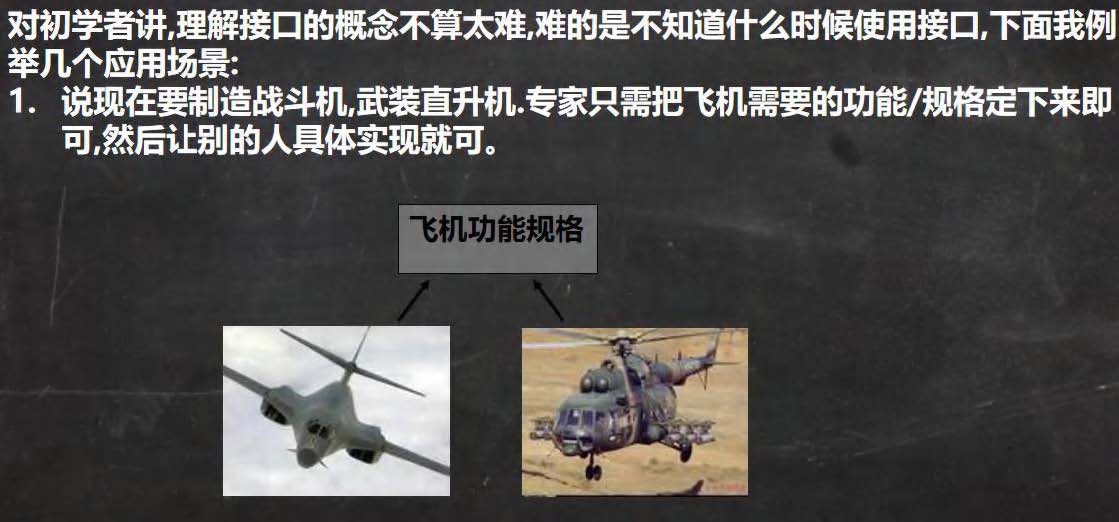 对初学者讲,理解接口的概念不算太难,难的是不知道什么时候使用接口,下面我例
举几个应用场景:
1. 说现在要制造战斗机,武装直升机.专家只需把飞机需要的功能/规格定下来即
可,然后让别的人具体实现就可。
飞机功能规格